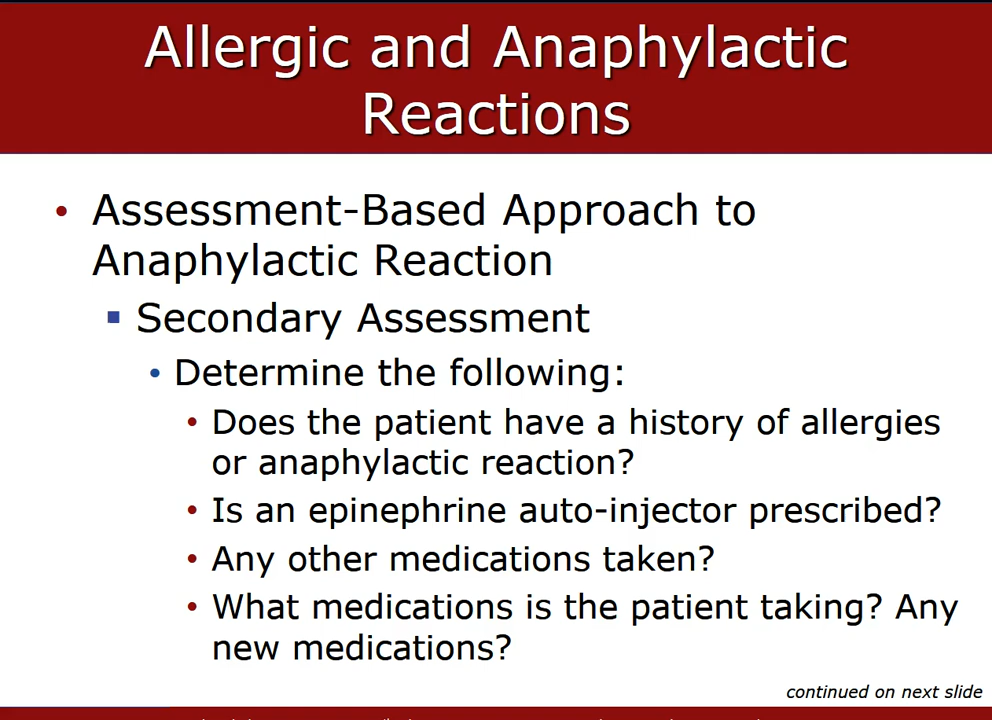 Allergic and Anaphylactic
Reactions
• Assessment-Based Approach to
Anaphylactic Reaction
▪ Secondary Assessment
• Determine the following:
• Does the patient have a history of allergies
or anaphylactic reaction?
• Is an epinephrine auto-injector prescribed?
• Any other medications taken?
• What medications is the patient taking? Any
new medications?
continued on next slide